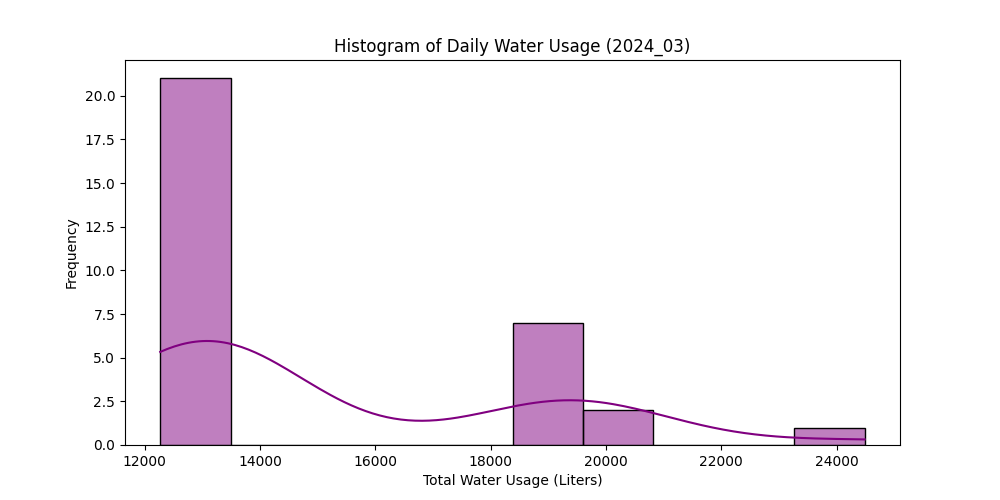 Histogram of Daily Water Usage (2024_03)
Frequency
20.0
17.5
15.0
12.5
10.0
7.5
5.0
2.5
0.0
12000 14000 16000 18000 20000 22000 24000
Total Water Usage (Liters)